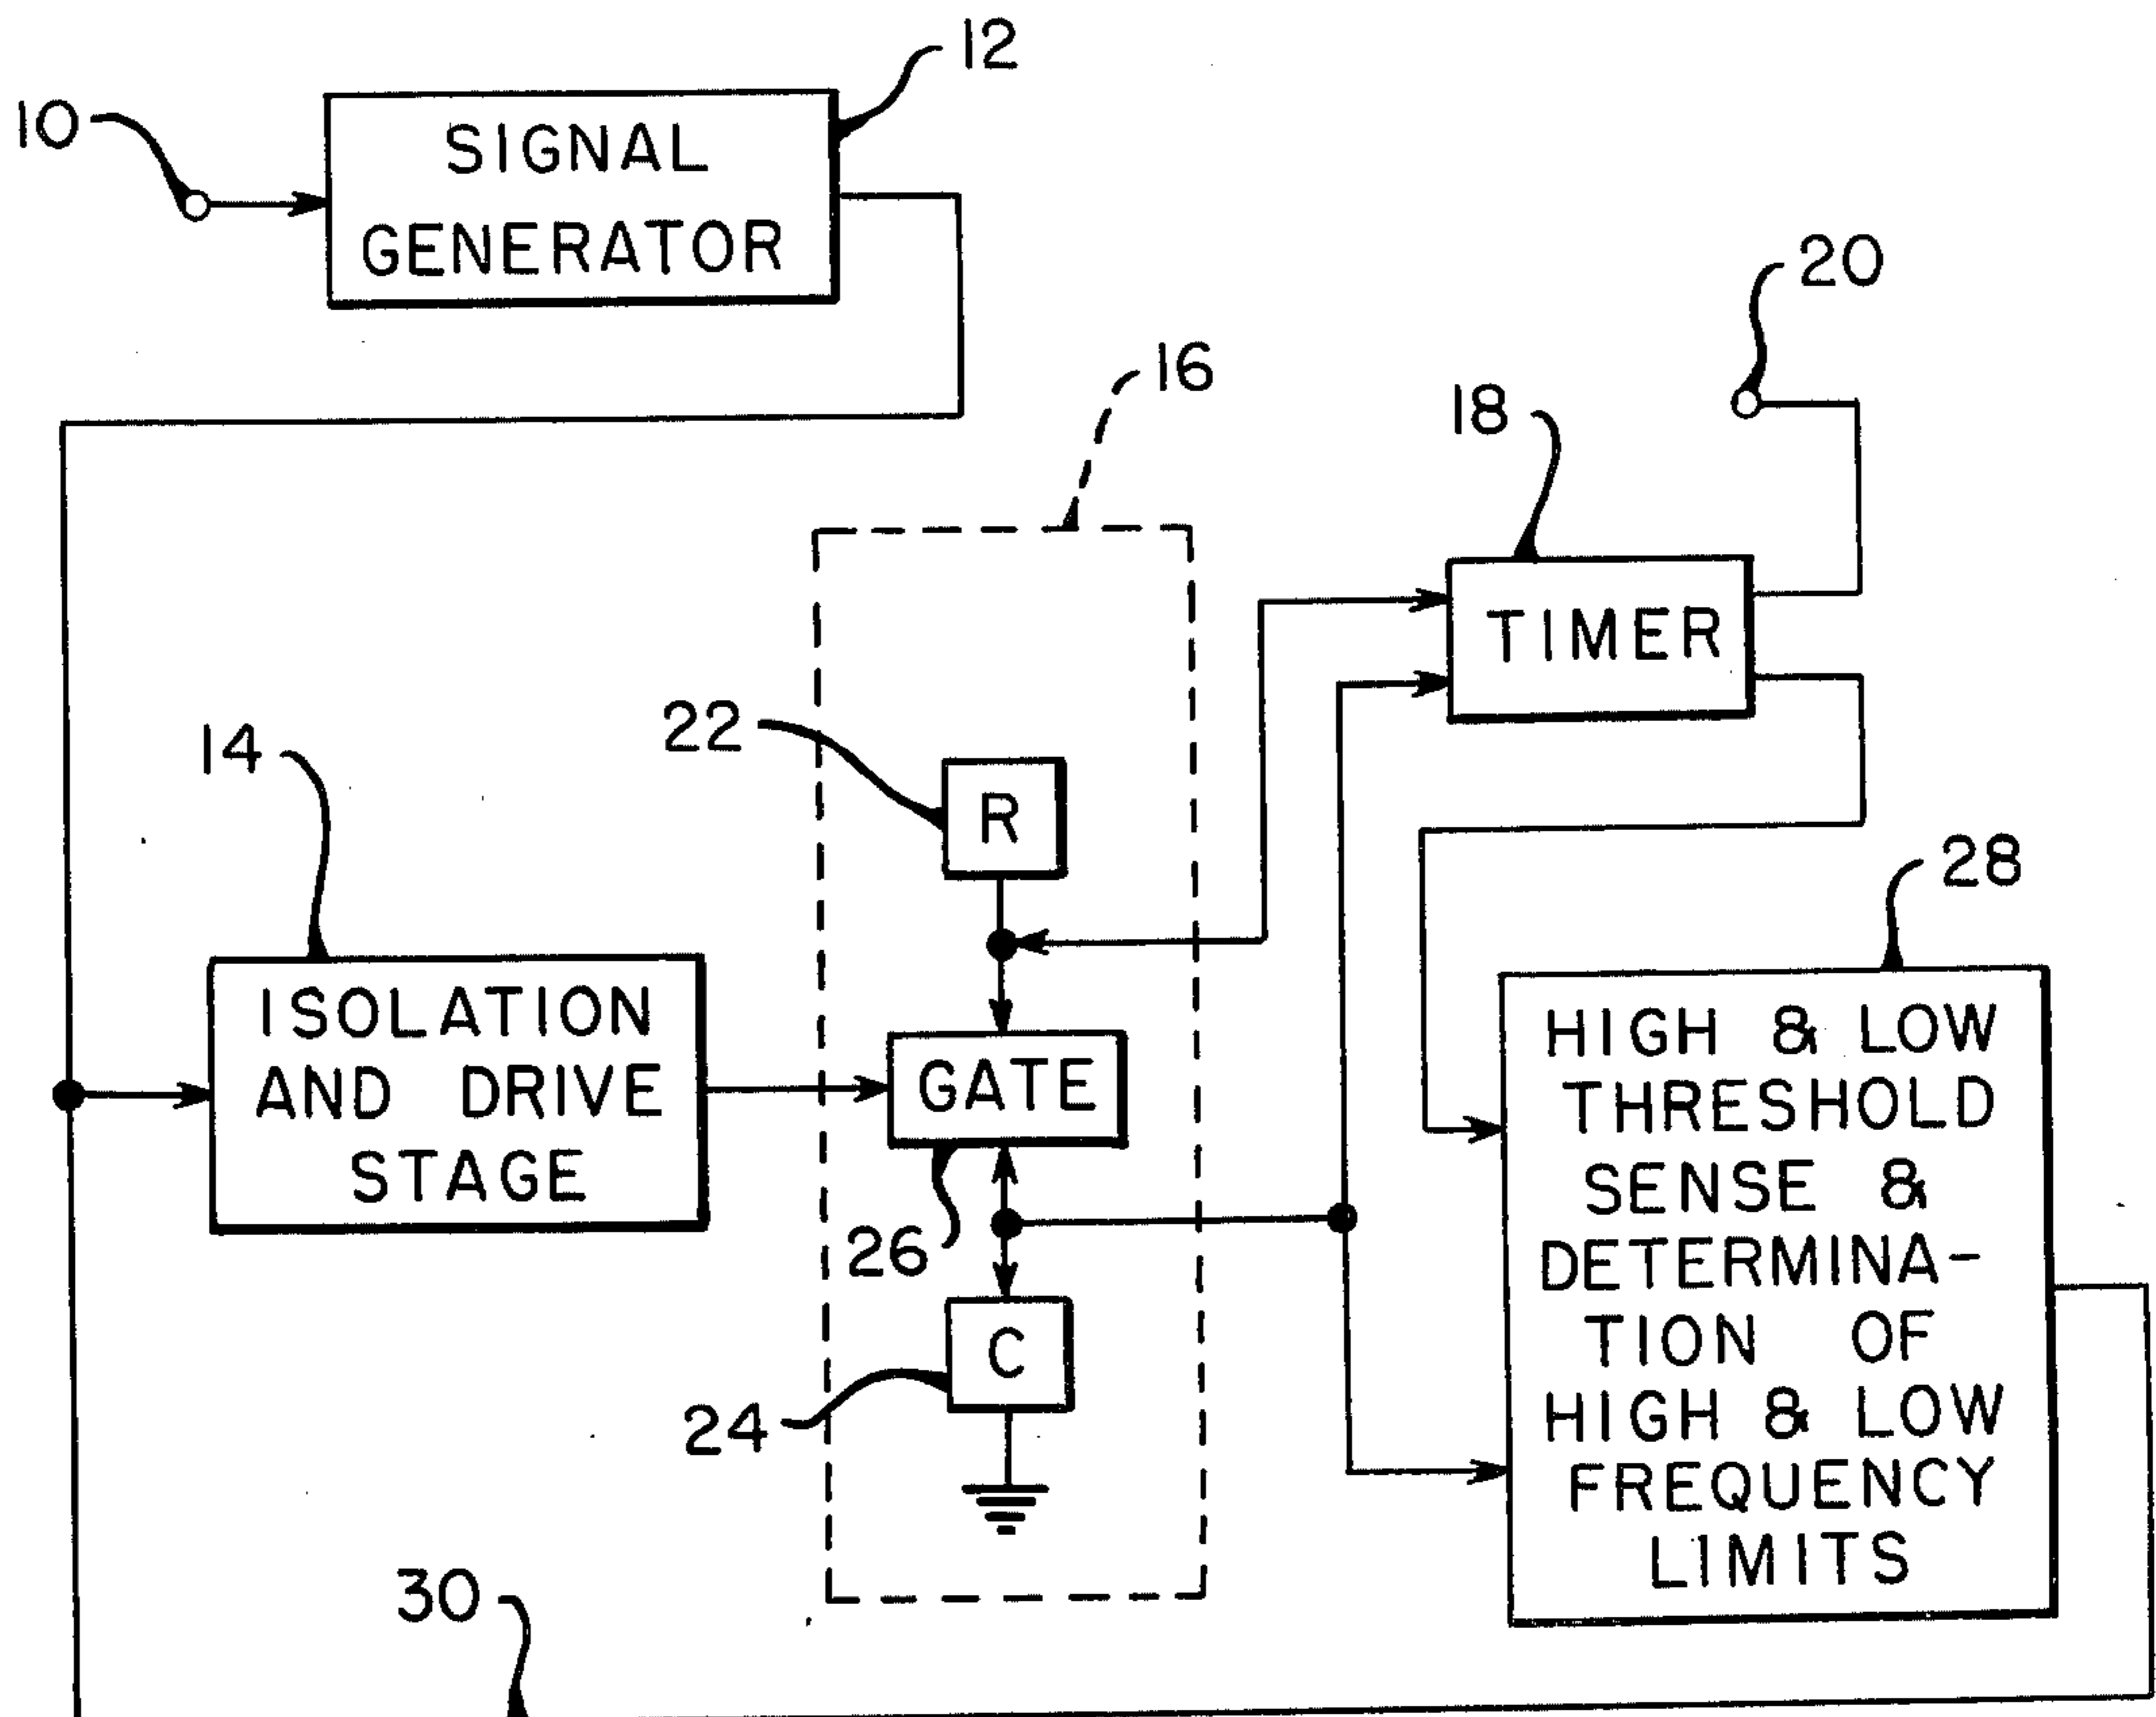 12
10
SIGNAL
GENERATOR
20
16
18
TIMER
22
14
R
28
ISOLATION
AND DRIVE
STAGE
GATE
26
C
24
HIGH & LOW
THRESHOLD
SENSE &
DETERMINA-
TION OF
HIGH & LOW
FREQUENCY
LIMITS
30